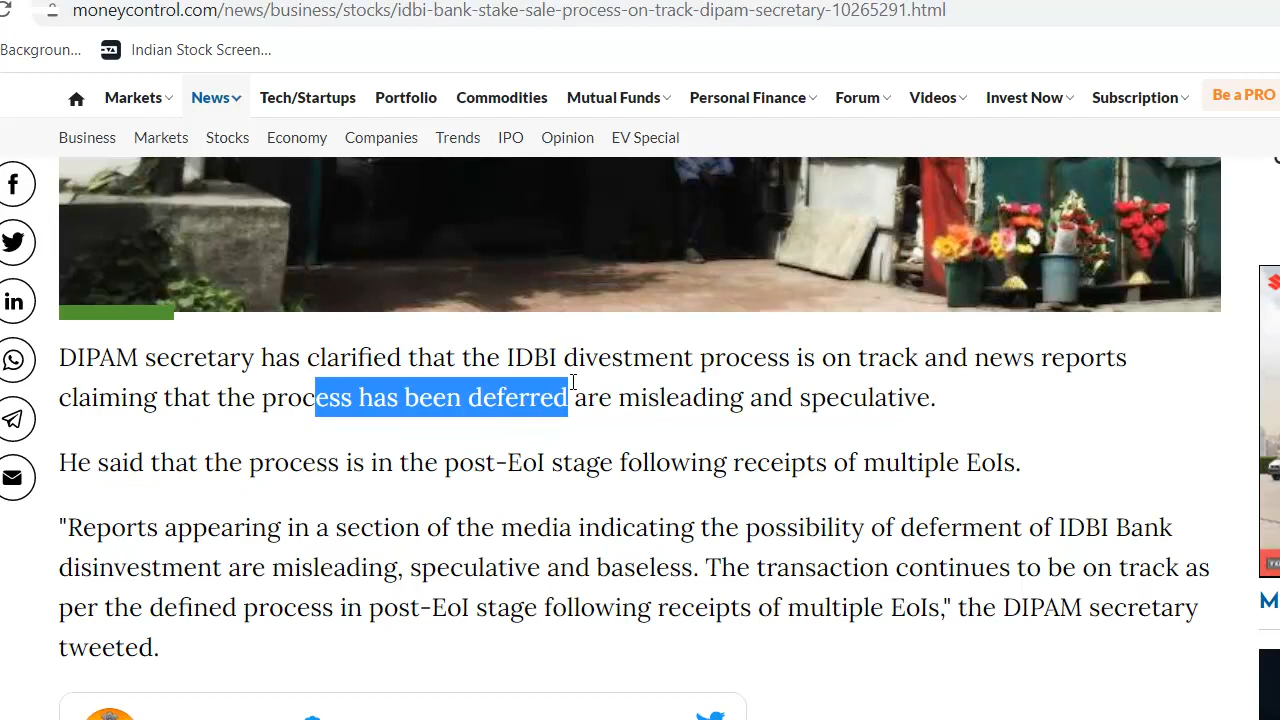 moneycontrol.com/news/business/stocks/idbi-bank-stake-sale-process-on-track-dipam-secretary-10265291.html
Backgroun... Indian Stock Screen...
Markets News Tech/Startups Portfolio Commodities Mutual Funds Personal Finance Forum Videos Invest Now Subscription Be a PRO
Business Markets Stocks Economy Companies Trends IPO Opinion EV Special
DIPAM secretary has clarified that the IDBI divestment process is on track and news reports
claiming that the process has been deferred are misleading and speculative.
He said that the process is in the post-EoI stage following receipts of multiple EoIs.
"Reports appearing in a section of the media indicating the possibility of deferment of IDBI Bank
disinvestment are misleading, speculative and baseless. The transaction continues to be on track as
per the defined process in post-EoI stage following receipts of multiple EoIs," the DIPAM secretary
tweeted.